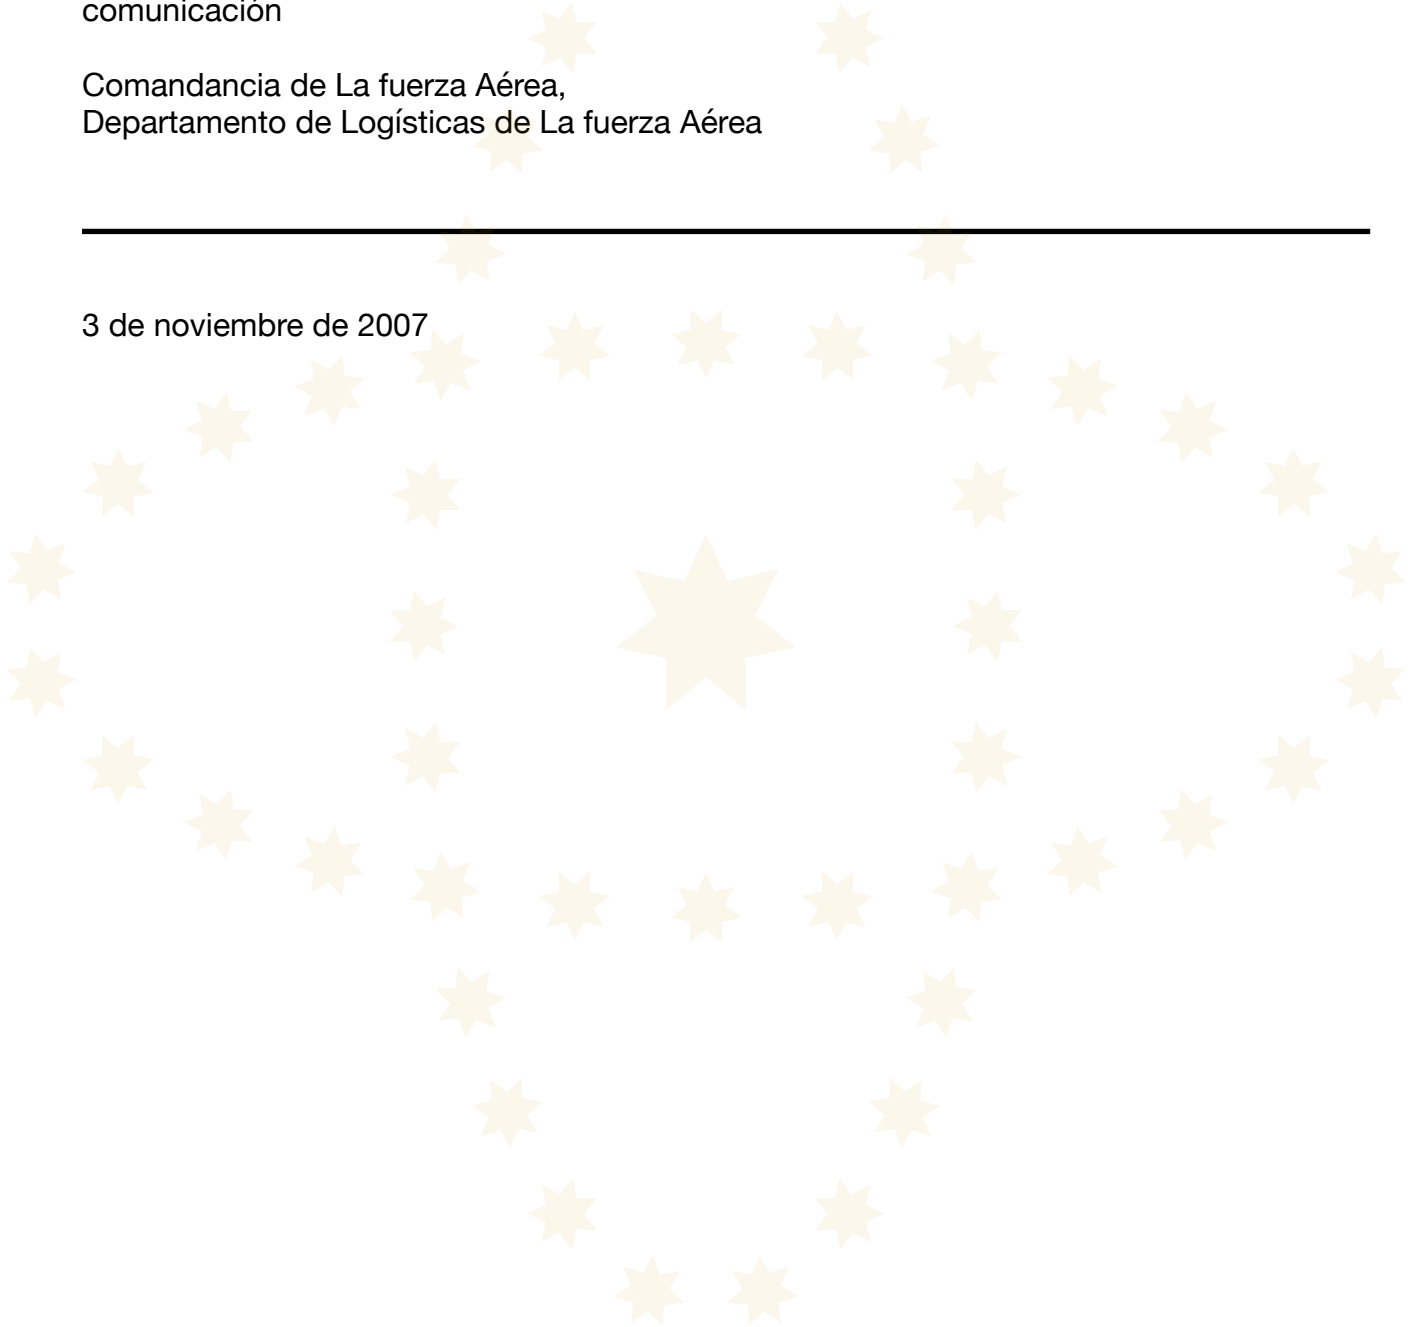 comunicación
Comandancia de La fuerza Aérea,
Departamento de Logísticas de La fuerza Aérea
3 de noviembre de 2007